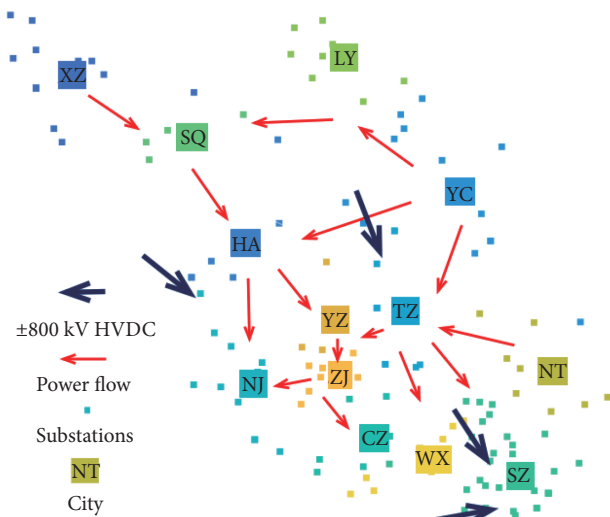 LY
XZ
SQ
YC
HA
TZ
YZ
±800 kV HVDC
NT
ZJ
NJ
Power flow
CZ
Substations
WX
SZ
NT
City